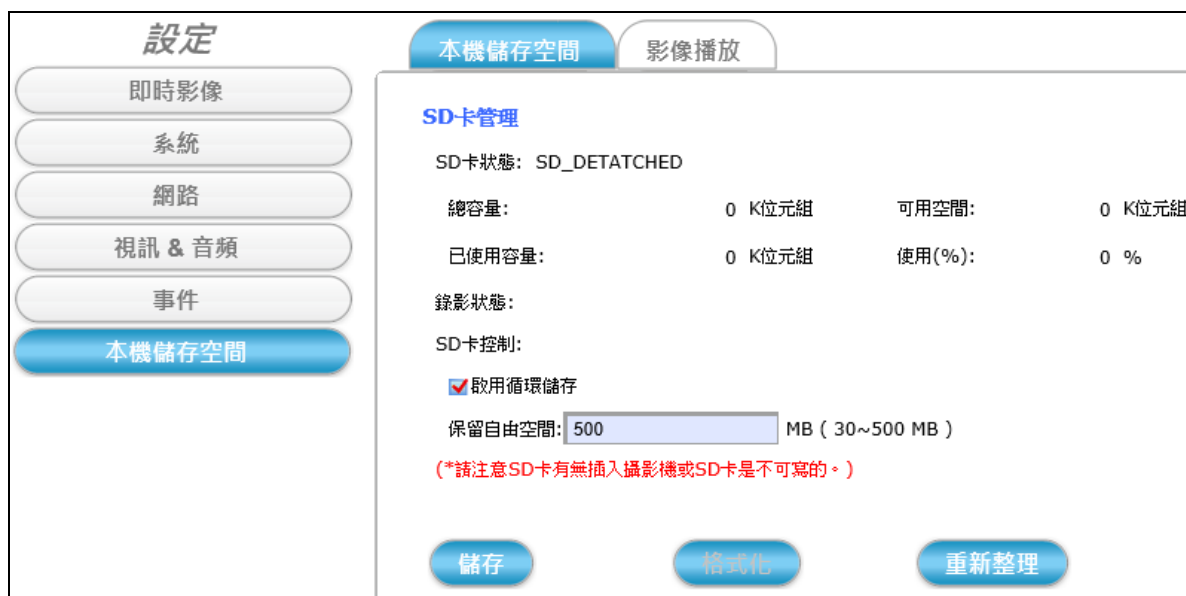 設定
即時影像
系統
網路
視訊 & 音頻
事件
本機儲存空間
本機儲存空間 影像播放
SD卡管理
SD卡狀態: SD_DETATCHED
總容量: 0 K位元組 可用空間: 0 K位元組
已使用容量: 0 K位元組 使用(%): 0 %
錄影狀態:
SD卡控制:
啟用循環儲存
保留自由空間: 500 MB ( 30~500 MB )
(*請注意SD卡有無插入攝影機或SD卡是不可寫的。)
儲存 格式化 重新整理